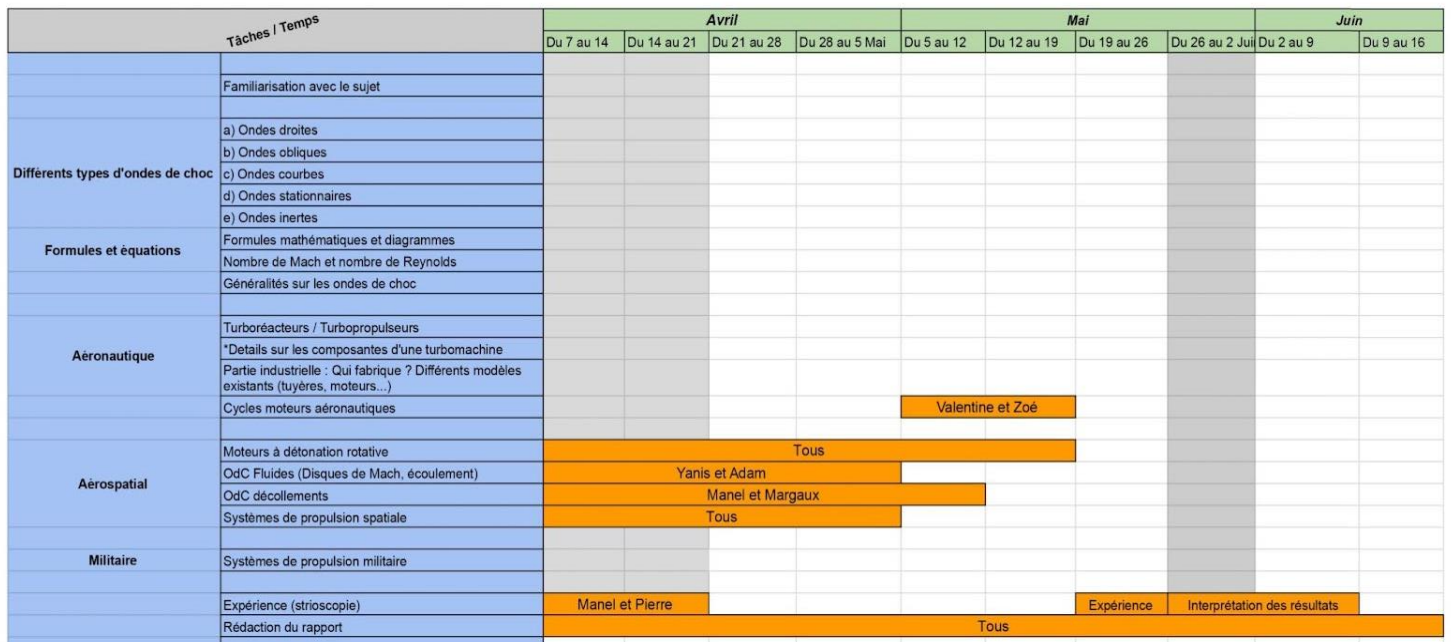 Tâches / Temps
Avril
Mai
Juin
Du 7 au 14
Du 14 au 21
Du 21 au 28
Du 28 au 5 Mai
Du 5 au 12
Du 12 au 19
Du 19 au 26
Du 26 au 2 Jui
Du 2 au 9
Du 9 au 16
Familiarisation avec le sujet
Différents types d'ondes de choc
a) Ondes droites
b) Ondes obliques
c) Ondes courbes
d) Ondes stationnaires
e) Ondes inertes
Formules et équations
Formules mathématiques et diagrammes
Nombre de Mach et nombre de Reynolds
Généralités sur les ondes de choc
Aéronautique
Turboréacteurs / Turbopropulseurs
*Details sur les composantes d'une turbomachine
Partie industrielle : Qui fabrique ? Différents modèles
existants (tuyères, moteurs...)
Cycles moteurs aéronautiques
Valentine et Zoé
Aérospatial
Moteurs à détonation rotative
Tous
OdC Fluides (Disques de Mach, écoulement)
Yanis et Adam
OdC décollements
Manel et Margaux
Systèmes de propulsion spatiale
Tous
Militaire
Systèmes de propulsion militaire
Expérience (strioscopie)
Manel et Pierre
Expérience
Interprétation des résultats
Rédaction du rapport
Tous